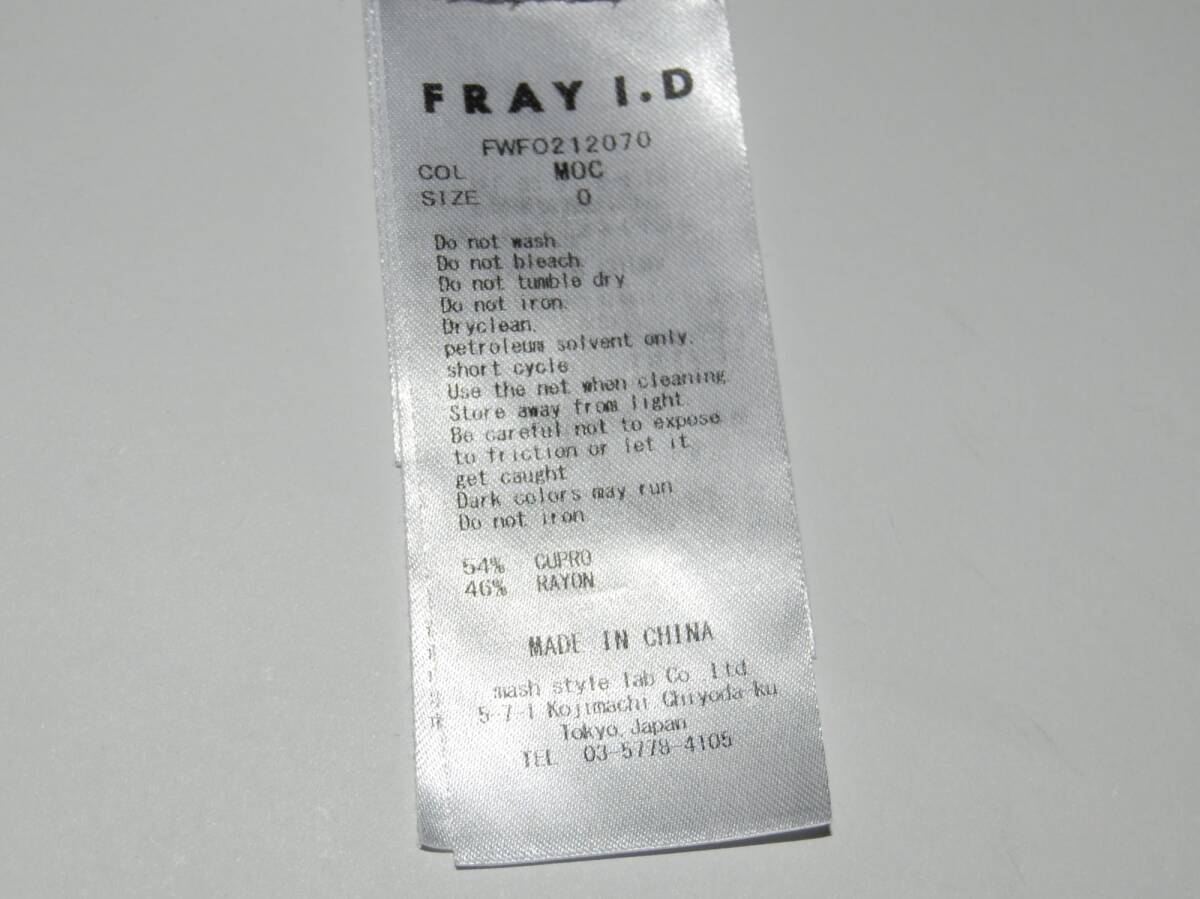 FRAY I.D
FWFO212070
COL MOC
SIZE 0
Do not wash.
Do not bleach.
Do not tumble dry
Do not iron.
Dryclean,
petroleum solvent only,
short cycle
Use the net when cleaning.
Store away from light.
Be careful not to expose
to friction or let it
get caught
Dark colors may run
Do not iron
54% CUPRO
46% RAYON
MADE IN CHINA
mash style lab Co. Ltd
5-7-1 Kojimachi Chiyoda-ku
Tokyo, Japan
TEL 03-5778-4105